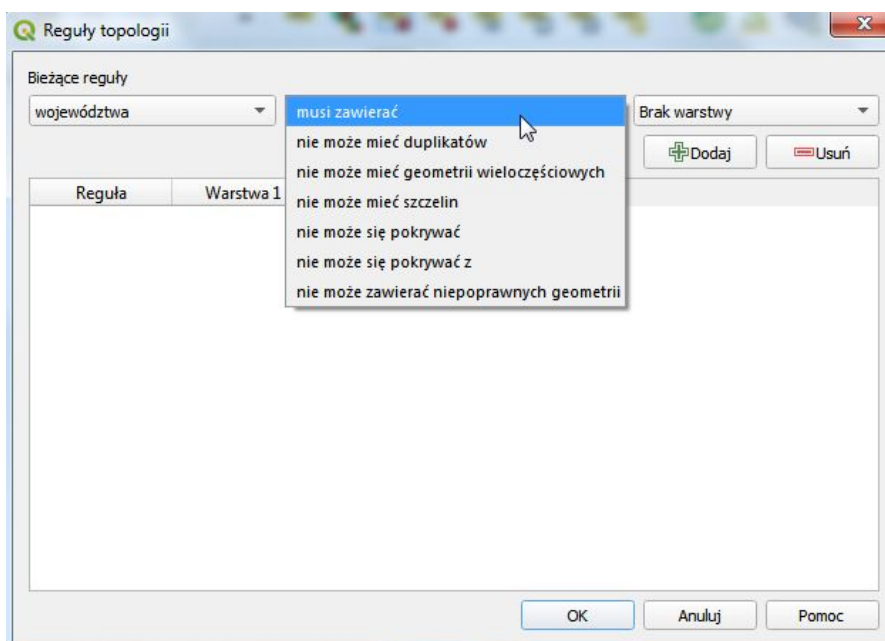 Reguły topologii
Bieżące reguły
województwa
musi zawierać
Brak warstwy
nie może mieć duplikatów
Dodaj
Usuń
nie może mieć geometrii wieloczęściowych
Reguła
Warstwa 1
nie może mieć szczelin
nie może się pokrywać
nie może się pokrywać z
nie może zawierać niepoprawnych geometrii
OK
Anuluj
Pomoc